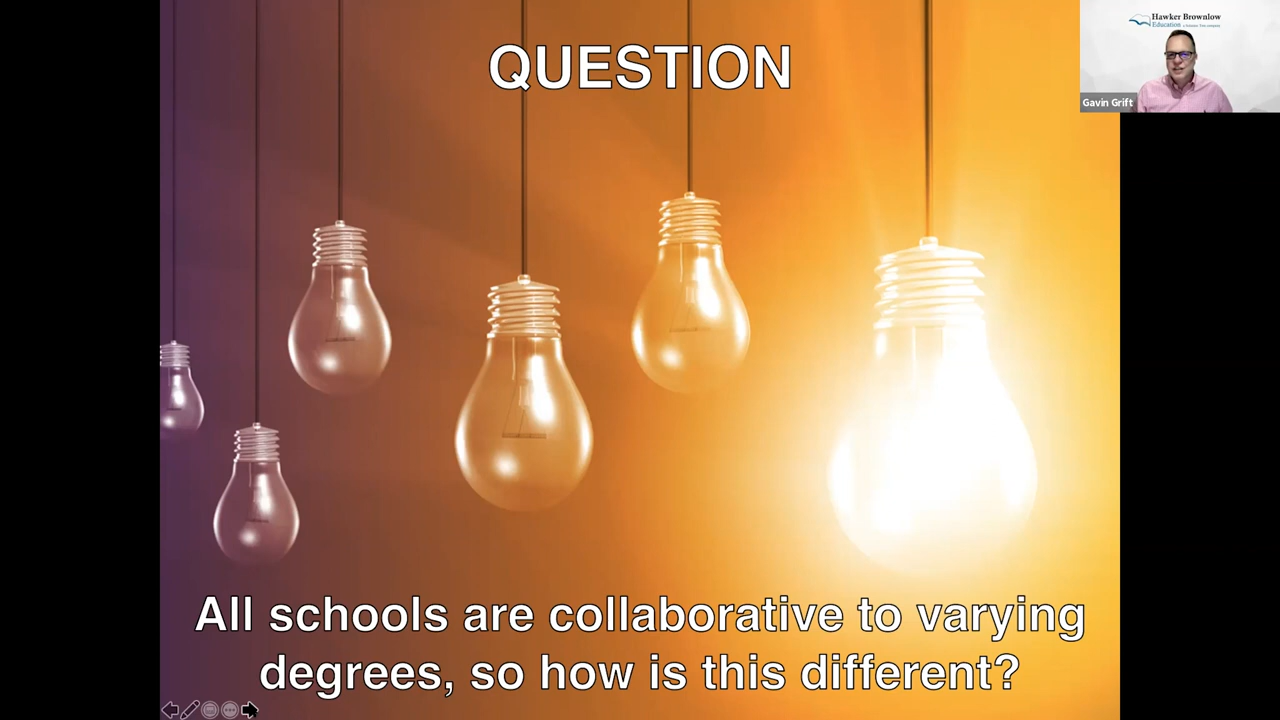 QUESTION
Hawker Brownlow
Education
Gavin Grift
All schools are collaborative to varying
degrees, so how is this different?